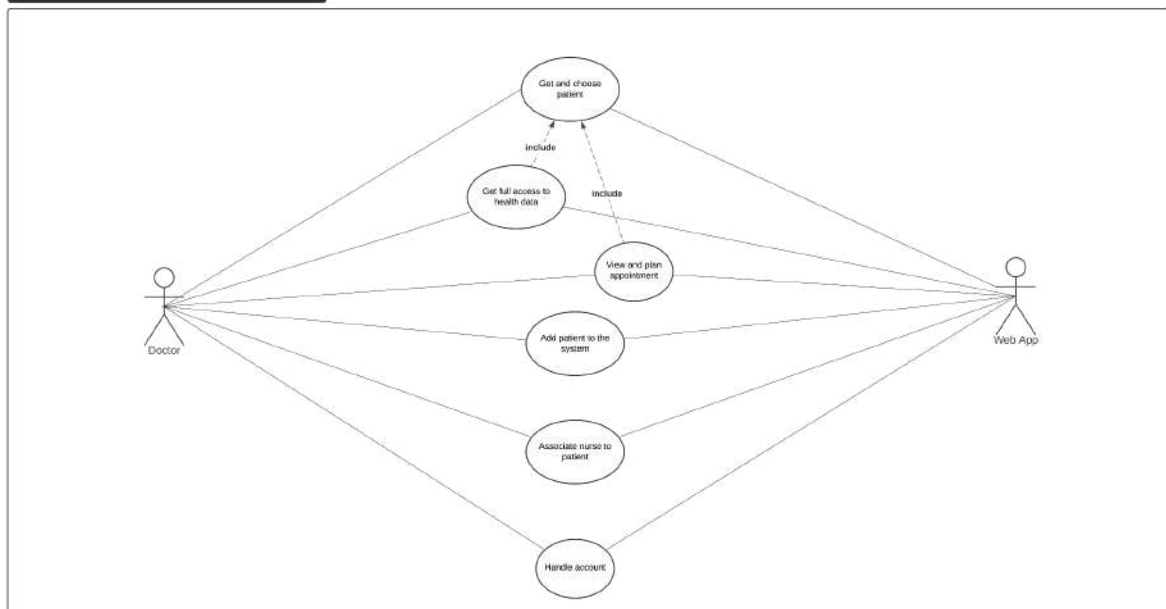 Get and choose
patient
include
Get full access to
health data
include
View and plan
appointment
Add patient to the
system
Doctor
Web App
Associate nurse to
patient
Handle account